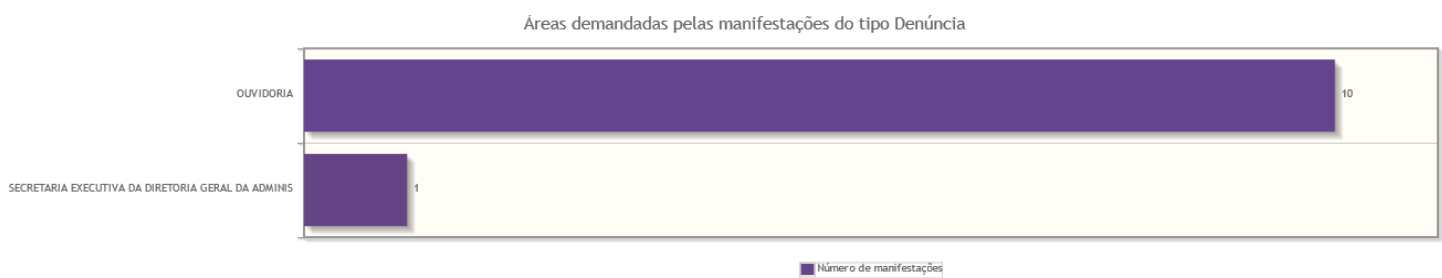 Áreas demandadas pelas manifestações do tipo Denúncia
OUVIDORIA
10
SECRETARIA EXECUTIVA DA DIRETORIA GERAL DA ADMINIS
1
Número de manifestações